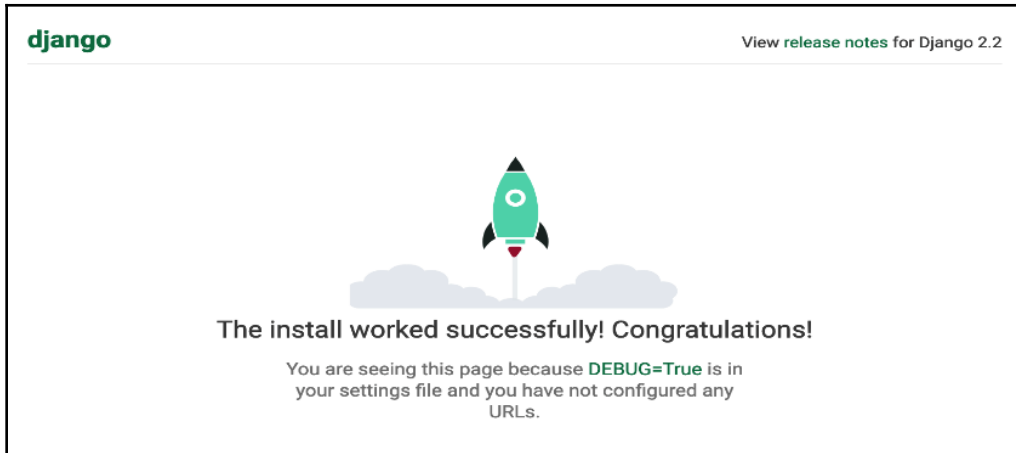 django
View release notes for Django 2.2
The install worked successfully! Congratulations!
You are seeing this page because DEBUG=True is in
your settings file and you have not configured any
URLs.